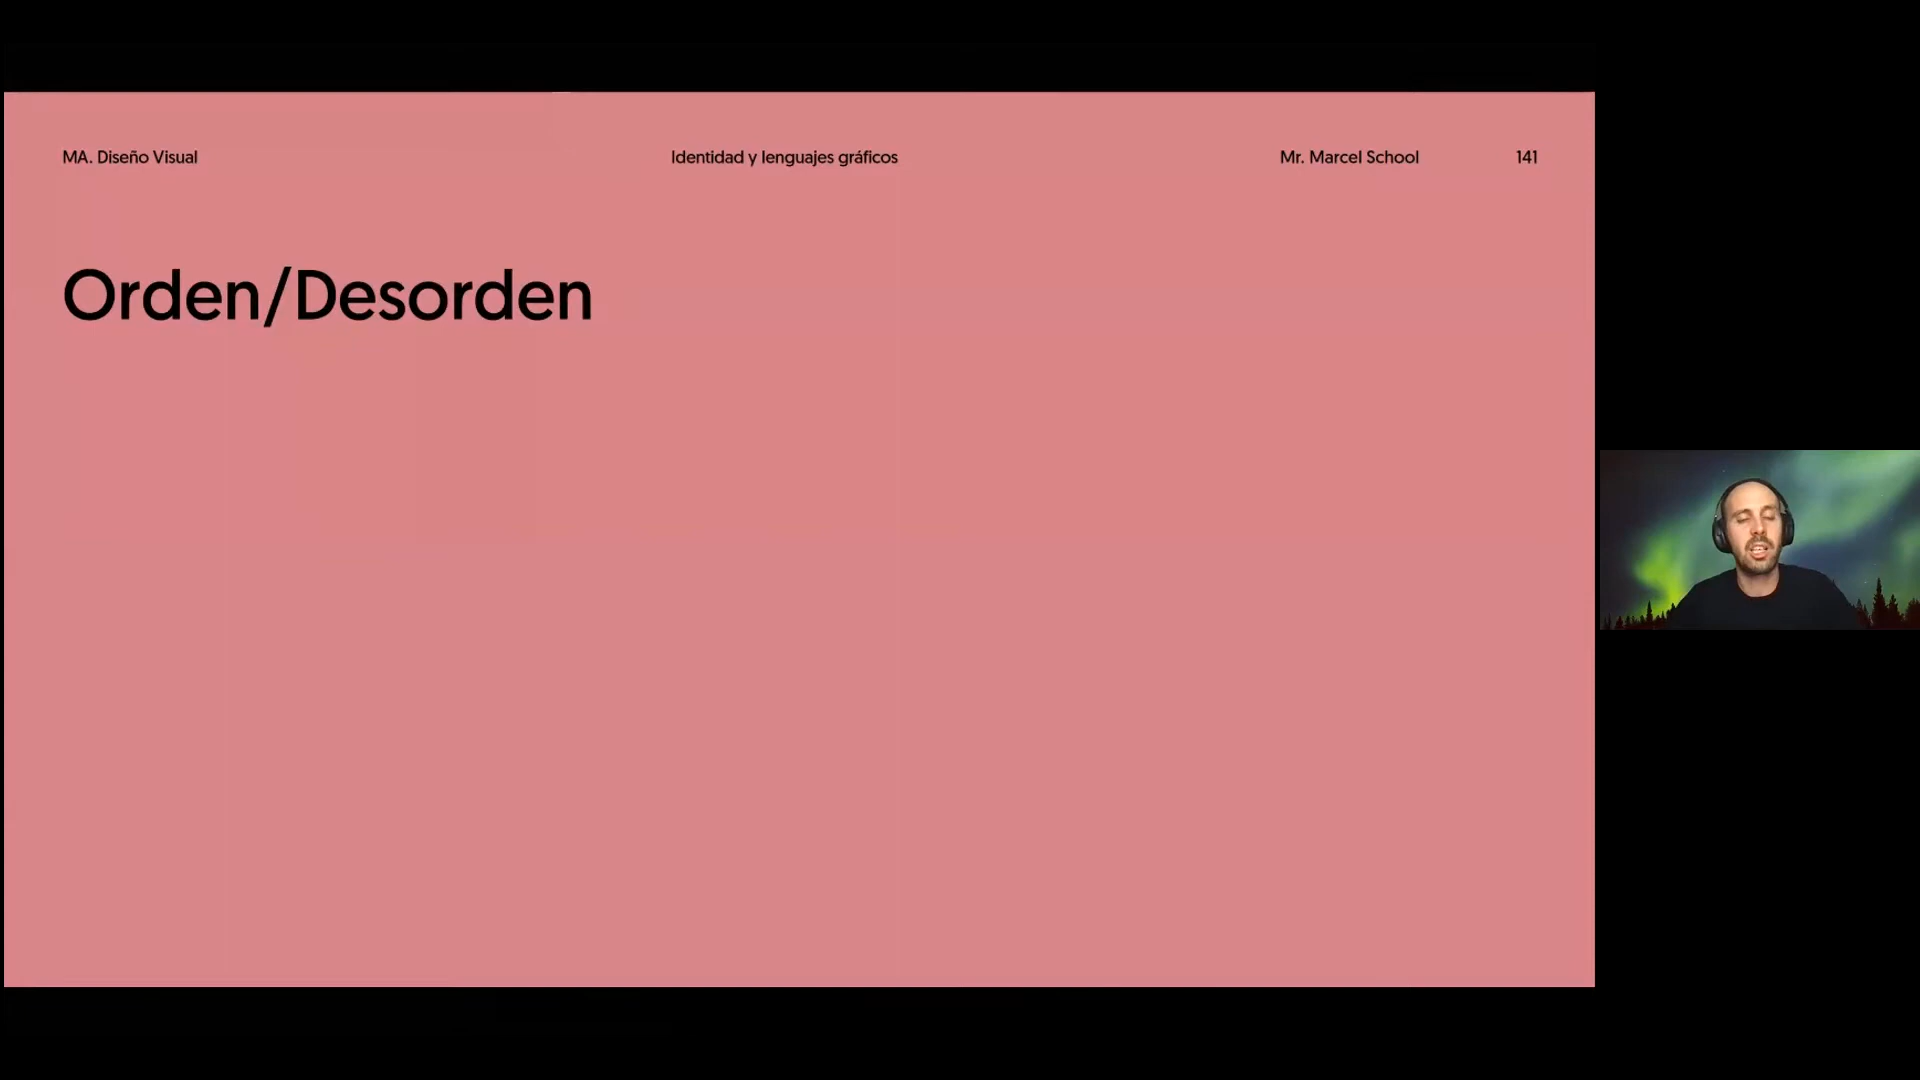 MA. Diseño Visual
Identidad y lenguajes gráficos
Mr. Marcel School
141
Orden/Desorden